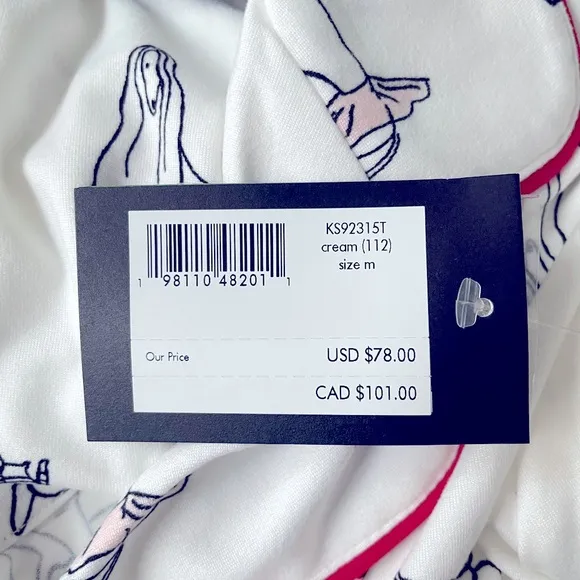 KS92315T
cream (112)
size m
1 98110 48201 1
Our Price
USD $78.00
CAD $101.00